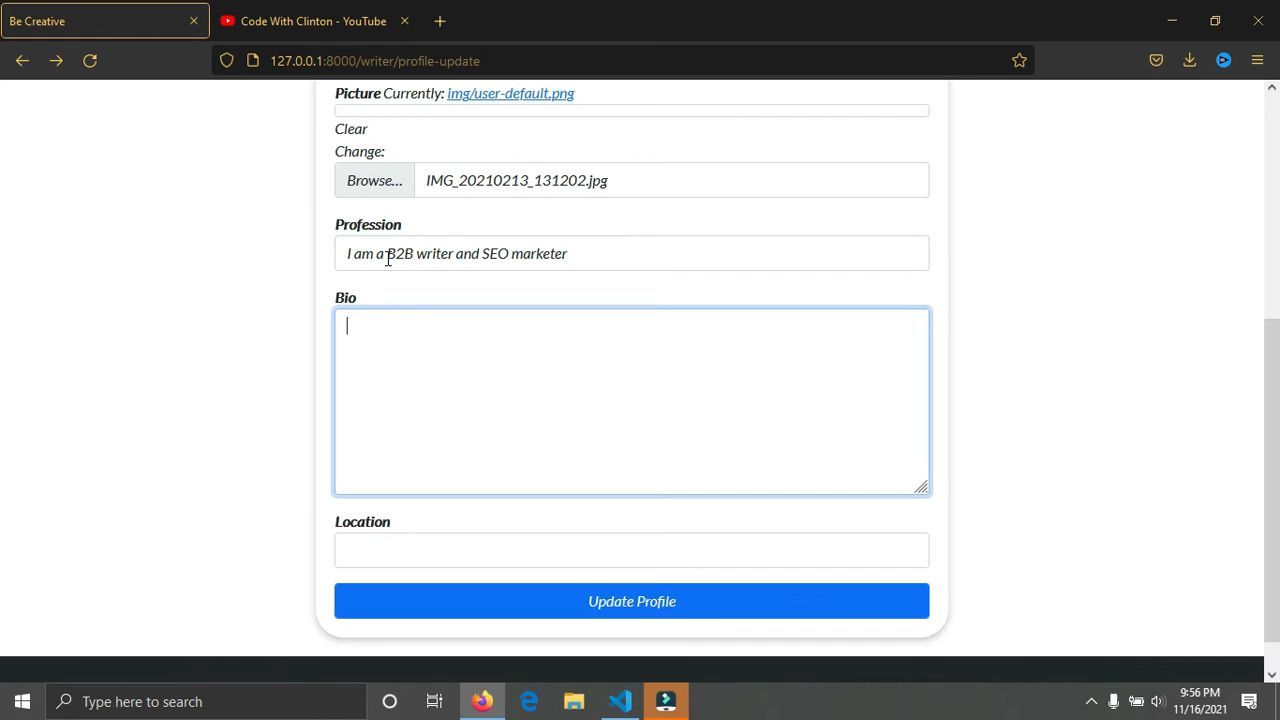 Be Creative
Code With Clinton - YouTube
127.0.0.1:8000/writer/profile-update
Picture Currently: img/user-default.png
Clear
Change:
Browse... IMG_20210213_131202.jpg
Profession
I am a B2B writer and SEO marketer
Bio
Location
Update Profile
Type here to search
9:56 PM
11/16/2021